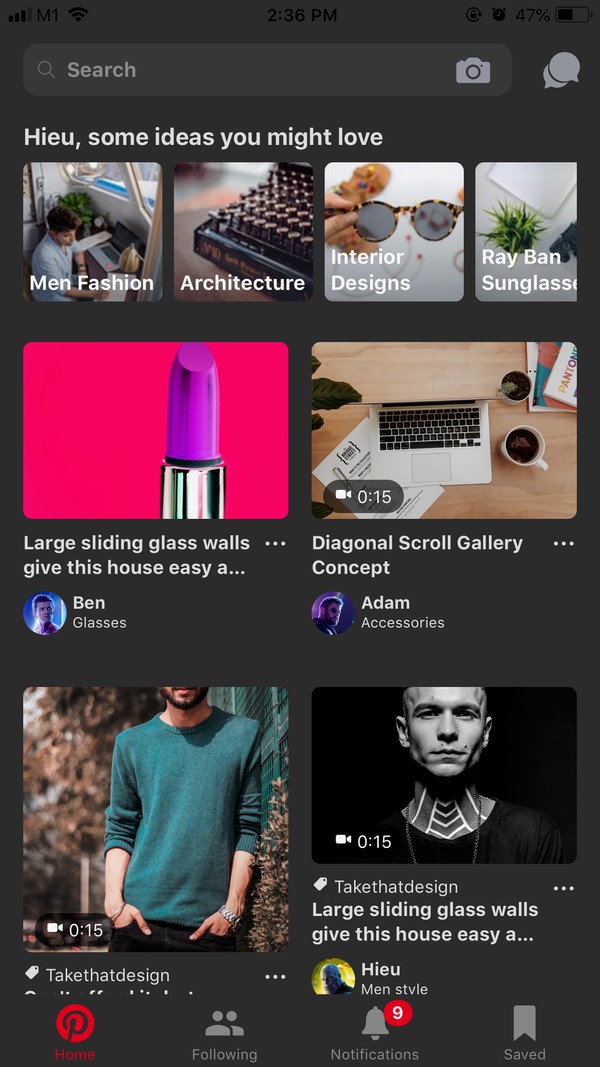 M1 2:36 PM 47%
Search
Hieu, some ideas you might love
Men Fashion
Architecture
Interior
Designs
Ray Ban
Sunglasse
PANTONE
0:15
Large sliding glass walls
give this house easy a...
Diagonal Scroll Gallery
Concept
Ben
Glasses
Adam
Accessories
0:15
0:15
Takethatdesign
Large sliding glass walls
give this house easy a...
Takethatdesign
Hieu
Men style
9
Home
Following
Notifications
Saved